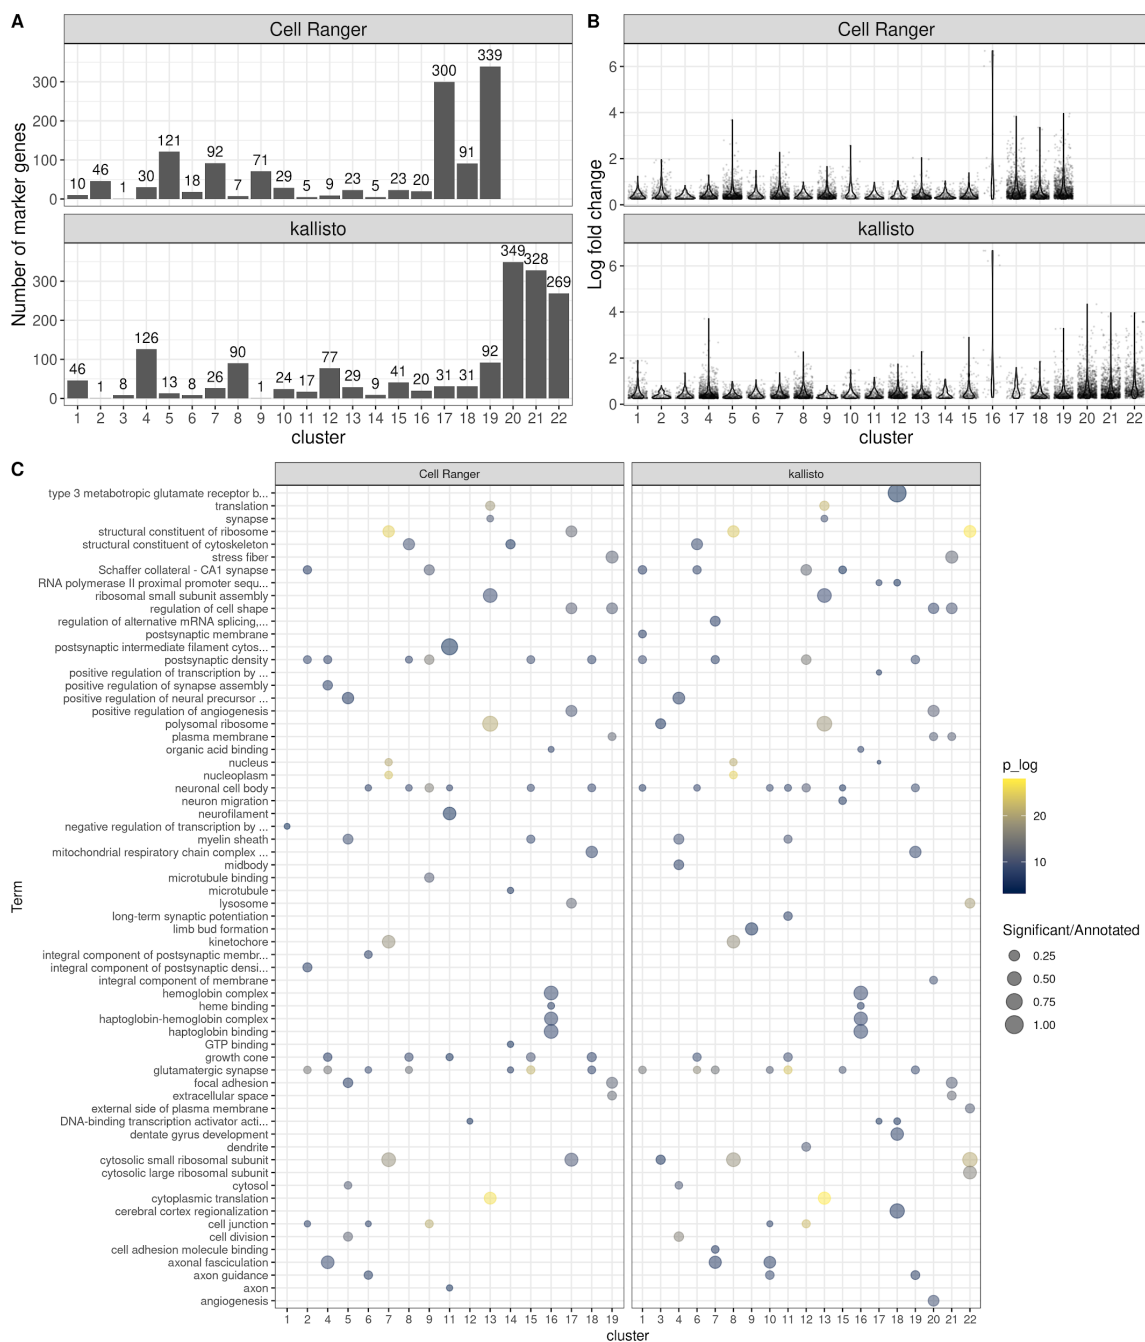 A
Cell Ranger
Number of marker genes
300
200
100
0
10 46 1 30 121 18 92 7 71 29 5 9 23 5 23 20 300 91 339
kallisto
300
200
100
0
46 1 8 126 13 8 26 90 1 24 17 77 29 9 41 20 31 31 92 349 328 269
1 2 3 4 5 6 7 8 9 10 11 12 13 14 15 16 17 18 19 20 21 22
cluster
B
Cell Ranger
Log fold change
6
4
2
0
kallisto
6
4
2
0
1 2 3 4 5 6 7 8 9 10 11 12 13 14 15 16 17 18 19 20 21 22
cluster
C
Cell Ranger
kallisto
Term
type 3 metabotropic glutamate receptor b...
translation
synapse
structural constituent of ribosome
structural constituent of cytoskeleton
stress fiber
Schaffer collateral - CA1 synapse
RNA polymerase II proximal promoter sequ...
ribosomal small subunit assembly
regulation of cell shape
regulation of alternative mRNA splicing,...
postsynaptic membrane
postsynaptic intermediate filament cytos...
postsynaptic density
positive regulation of transcription by ...
positive regulation of synapse assembly
positive regulation of neural precursor ...
positive regulation of angiogenesis
polysomal ribosome
plasma membrane
organic acid binding
nucleus
nucleoplasm
neuronal cell body
neuron migration
neurofilament
negative regulation of transcription by ...
myelin sheath
mitochondrial respiratory chain complex ...
midbody
microtubule binding
microtubule
lysosome
long-term synaptic potentiation
limb bud formation
kinetochore
integral component of postsynaptic membr...
integral component of postsynaptic densi...
integral component of membrane
hemoglobin complex
heme binding
haptoglobin-hemoglobin complex
haptoglobin binding
GTP binding
growth cone
glutamatergic synapse
focal adhesion
extracellular space
external side of plasma membrane
DNA-binding transcription activator acti...
dentate gyrus development
dendrite
cytosolic small ribosomal subunit
cytosolic large ribosomal subunit
cytosol
cytoplasmic translation
cerebral cortex regionalization
cell junction
cell division
cell adhesion molecule binding
axonal fasciculation
axon guidance
axon
angiogenesis
1 2 3 4 5 6 7 8 9 10 11 12 13 14 15 16 17 18 19
1 2 3 4 5 6 7 8 9 10 11 12 13 14 15 16 17 18 19 20 21 22
cluster
p_log
20
10
Significant/Annotated
0.25
0.50
0.75
1.00